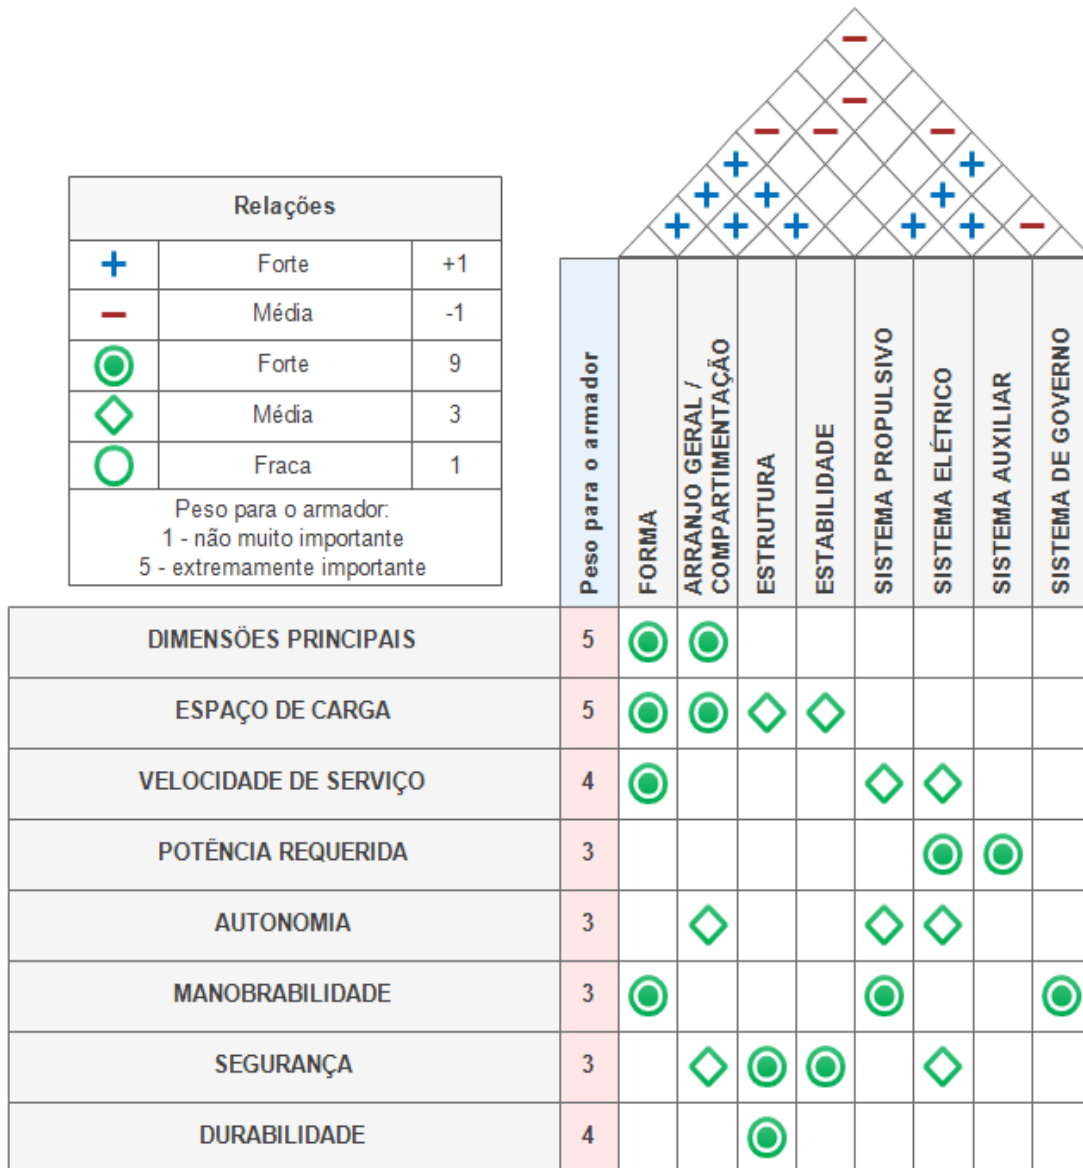 Relações
+ Forte +1
− Média -1
Forte 9
Média 3
Fraca 1
Peso para o armador:
1 - não muito importante
5 - extremamente importante
Peso para o armador
FORMA
ARRANJO GERAL /
COMPARTIMENTAÇÃO
ESTRUTURA
ESTABILIDADE
SISTEMA PROPULSIVO
SISTEMA ELÉTRICO
SISTEMA AUXILIAR
SISTEMA DE GOVERNO
DIMENSÕES PRINCIPAIS 5
ESPAÇO DE CARGA 5
VELOCIDADE DE SERVIÇO 4
POTÊNCIA REQUERIDA 3
AUTONOMIA 3
MANOBRABILIDADE 3
SEGURANÇA 3
DURABILIDADE 4